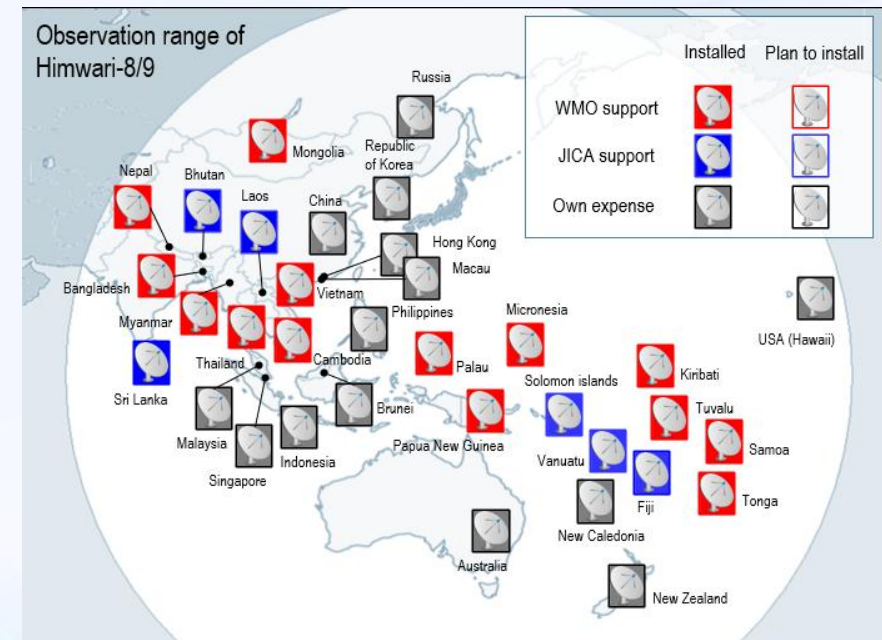 Observation range of
Himwari-8/9
Installed
Plan to install
WMO support
JICA support
Own expense
Russia
Mongolia
Republic
of Korea
Nepal
Bhutan
Laos
China
Hong Kong
Macau
Bangladesh
Vietnam
Myanmar
Philippines
Micronesia
USA (Hawaii)
Thailand
Cambodia
Palau
Kiribati
Sri Lanka
Solomon islands
Tuvalu
Brunei
Malaysia
Papua New Guinea
Samoa
Indonesia
Vanuatu
Singapore
Tonga
Fiji
New Caledonia
Australia
New Zealand